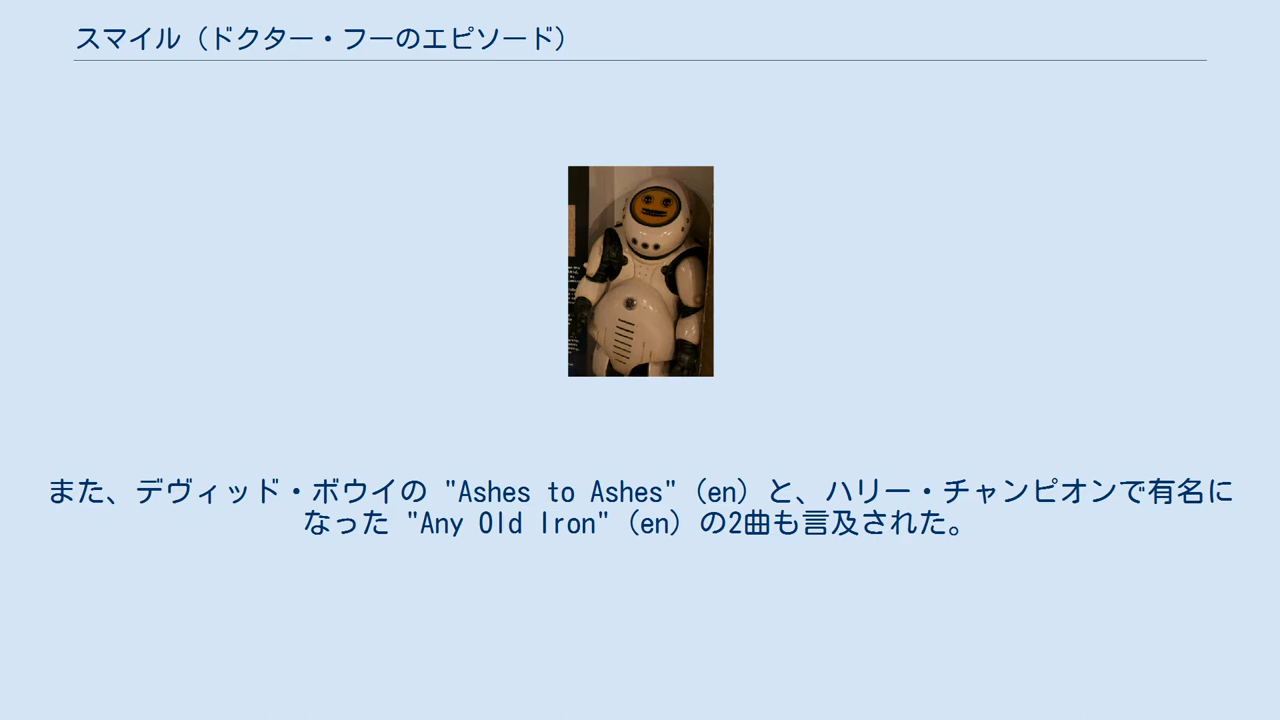 スマイル（ドクター・フーのエピソード）
また、デヴィッド・ボウイの "Ashes to Ashes"（en）と、ハリー・チャンピオンで有名に
なった "Any Old Iron"（en）の2曲も言及された。